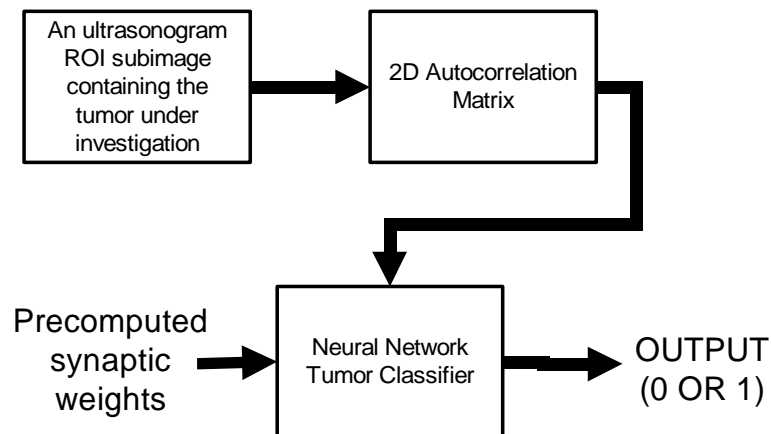 An ultrasonogram
ROI subimage
containing the
tumor under
investigation
2D Autocorrelation
Matrix
Precomputed
synaptic
weights
Neural Network
Tumor Classifier
OUTPUT
(0 OR 1)